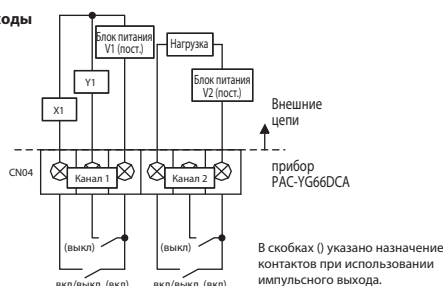 ходы
Блок питания
V1 (пост.)
Нагрузка
Y1
Блок питания
V2 (пост.)
X1
Внешние
цепи
CN04
Канал 1
Канал 2
прибор
PAC-YG66DCA
(выкл)
(выкл)
В скобках () указано назначение
контактов при использовании
импульсного выхода.
вкл/выкл (вкл)
вкл/выкл (вкл)